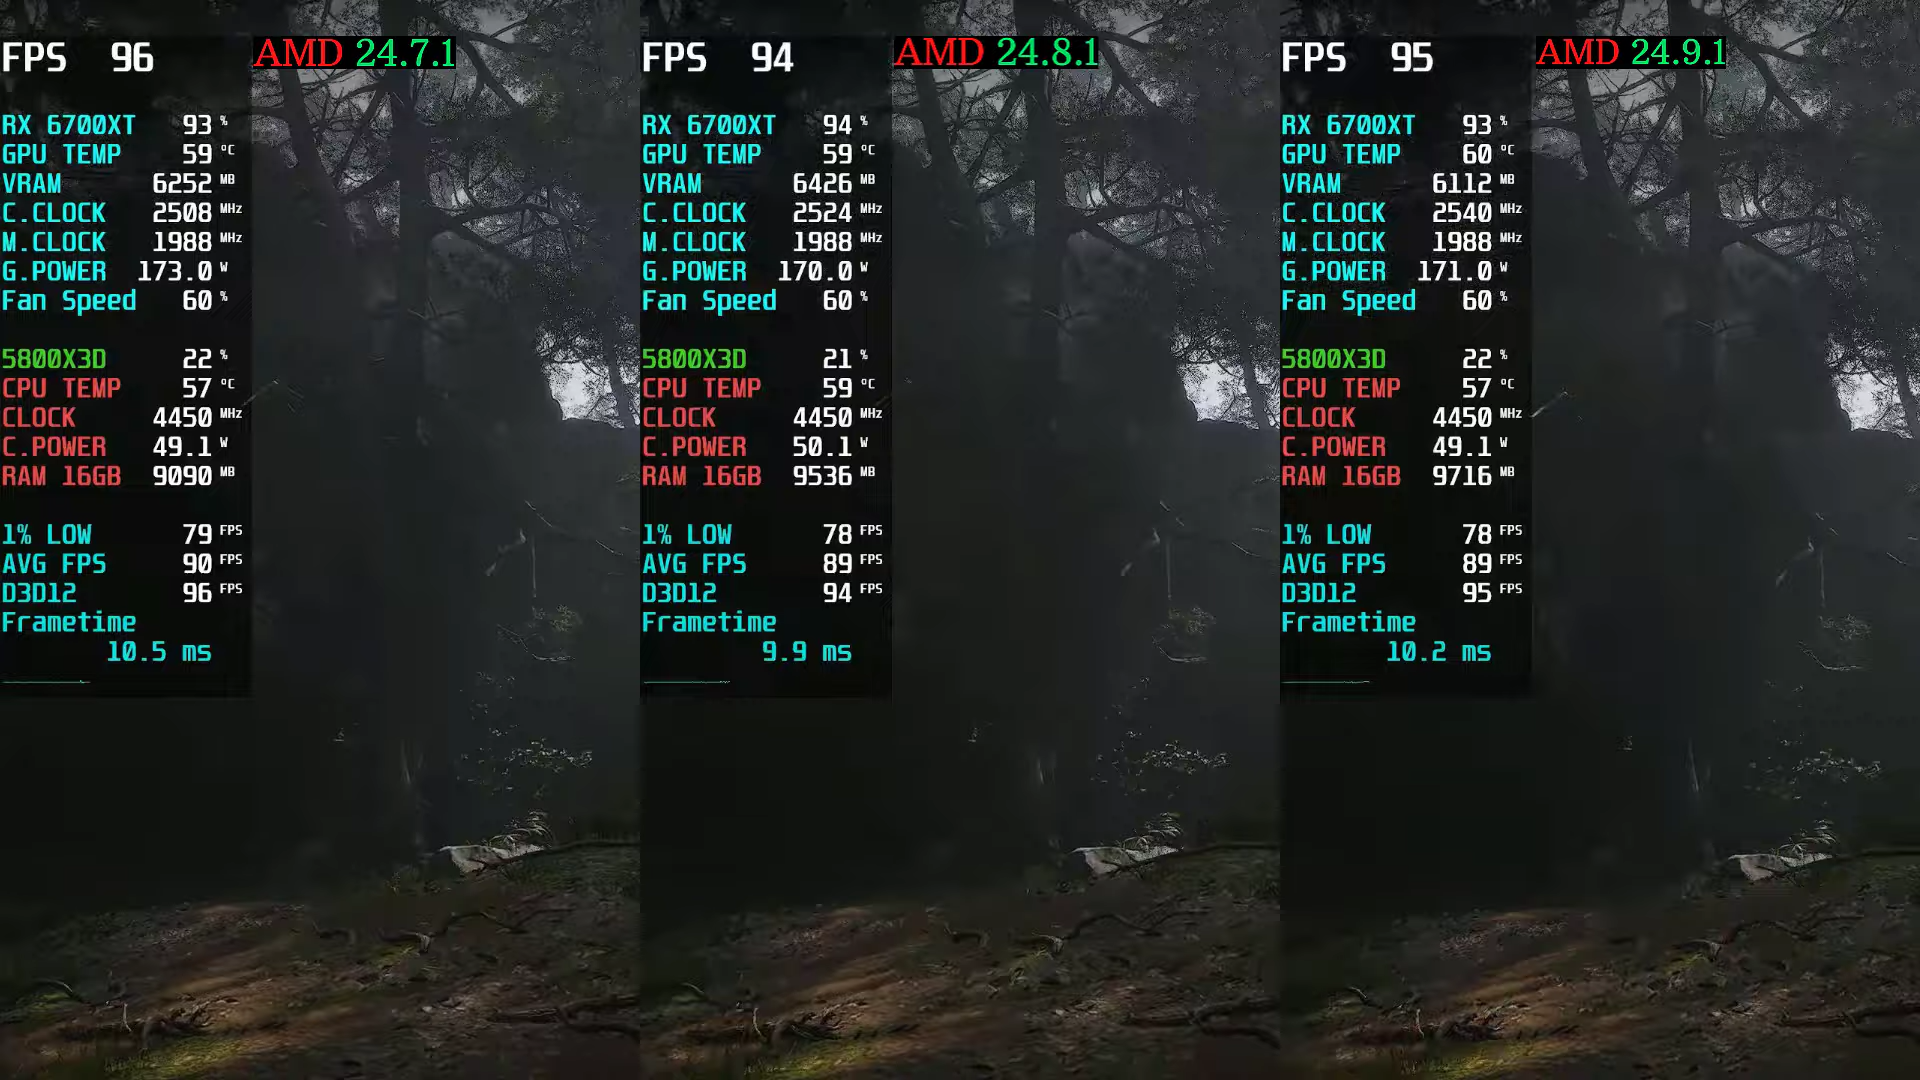 FPS 96 AMD 24.7.1
RX 6700XT 93 %
GPU TEMP 59 °C
VRAM 6252 MB
C.CLOCK 2508 MHz
M.CLOCK 1988 MHz
G.POWER 173.0 W
Fan Speed 60 %
5800X3D 22 %
CPU TEMP 57 °C
CLOCK 4450 MHz
C.POWER 49.1 W
RAM 16GB 9090 MB
1% LOW 79 FPS
AVG FPS 90 FPS
D3D12 96 FPS
Frametime
10.5 ms
FPS 94 AMD 24.8.1
RX 6700XT 94 %
GPU TEMP 59 °C
VRAM 6426 MB
C.CLOCK 2524 MHz
M.CLOCK 1988 MHz
G.POWER 170.0 W
Fan Speed 60 %
5800X3D 21 %
CPU TEMP 59 °C
CLOCK 4450 MHz
C.POWER 50.1 W
RAM 16GB 9536 MB
1% LOW 78 FPS
AVG FPS 89 FPS
D3D12 94 FPS
Frametime
9.9 ms
FPS 95 AMD 24.9.1
RX 6700XT 93 %
GPU TEMP 60 °C
VRAM 6112 MB
C.CLOCK 2540 MHz
M.CLOCK 1988 MHz
G.POWER 171.0 W
Fan Speed 60 %
5800X3D 22 %
CPU TEMP 57 °C
CLOCK 4450 MHz
C.POWER 49.1 W
RAM 16GB 9716 MB
1% LOW 78 FPS
AVG FPS 89 FPS
D3D12 95 FPS
Frametime
10.2 ms